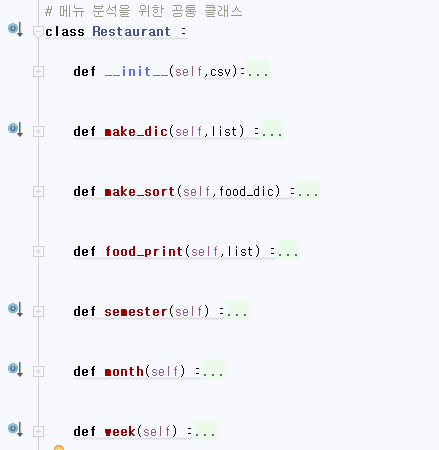 # 메뉴 분석을 위한 공통 클래스
class Restaurant :
def __init__(self,csv):...
def make_dic(self,list) :...
def make_sort(self,food_dic) :...
def food_print(self,list) :...
def semester(self) :...
def month(self) :...
def week(self) :...